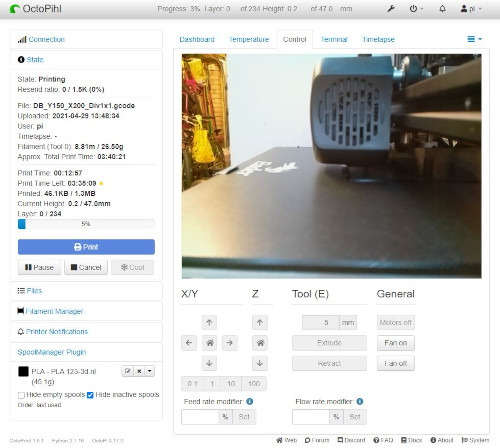 OctoPihl
Progress: 3% Layer: 0 of 234 Height: 0.2 of 47.0 mm
pi
Connection
State
State: Printing
Resend ratio: 0 / 1.5K (0%)
File: DB_Y150_X200_Div1x1.gcode
Uploaded: 2021-04-29 13:48:34
User: pi
Timelapse: -
Filament (Tool 0): 8.81m / 26.50g
Approx. Total Print Time: 03:40:21
Print Time: 00:12:57
Print Time Left: 03:35:09
Printed: 46.1KB / 1.3MB
Current Height: 0.2 / 47.0mm
Layer: 0 / 234
5%
Print
Pause
Cancel
Cool
Files
Filament Manager
Printer Notifications
SpoolManager Plugin
PLA - PLA 123-3d.nl
(45.1g)
Hide empty spools Hide inactive spools
Order: last used
Dashboard
Temperature
Control
Terminal
Timelapse
X/Y
Z
Tool (E)
General
5 mm
Motors off
Extrude
Fan on
Retract
Fan off
0.1 1 10 100
Feed rate modifier:
% Set
Flow rate modifier:
% Set
OctoPrint 1.6.1 Python 2.7.16 OctoPi 0.17.0
Web Forum Discord FAQ Docs About System